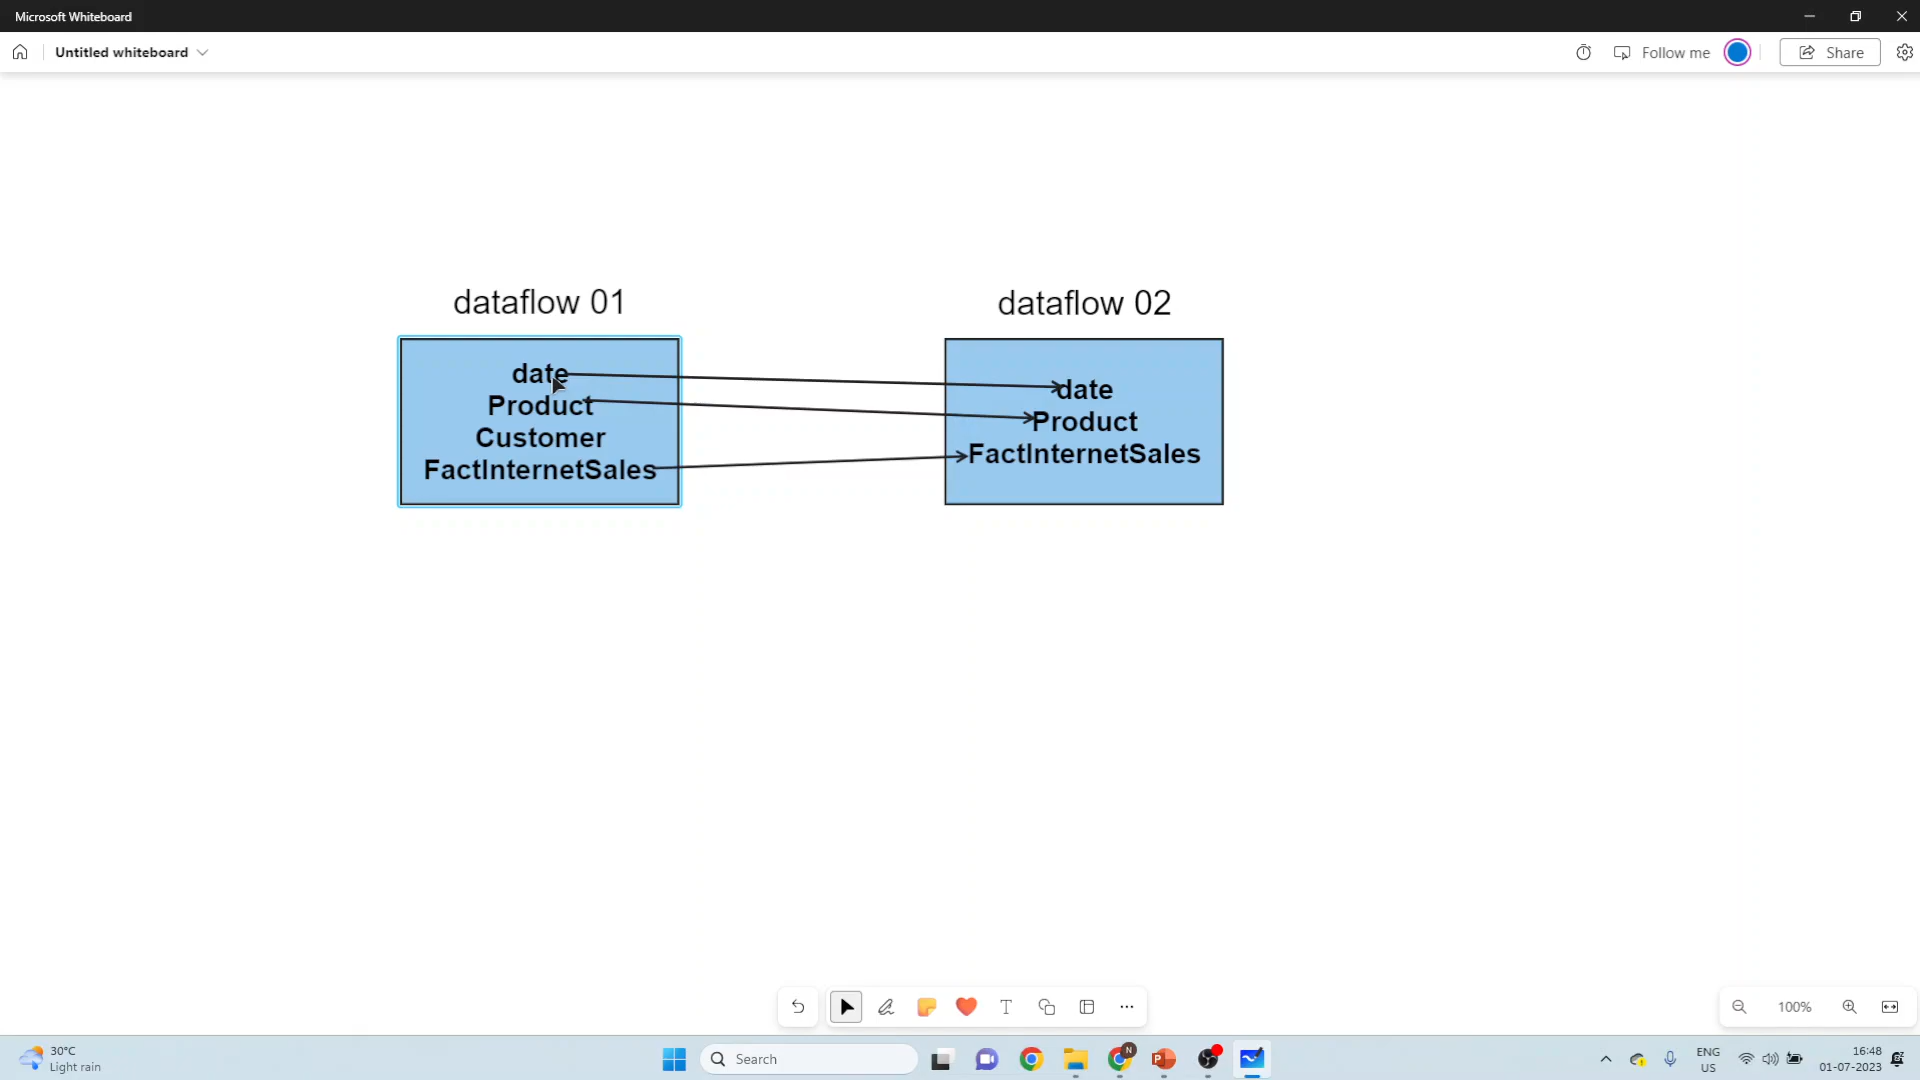 Microsoft Whiteboard
Untitled whiteboard
Follow me
Share
dataflow 01
dataflow 02
date
Product
Customer
FactInternetSales
date
Product
FactInternetSales
100%
30°C
Light rain
Search
N
ENG
US
16:48
01-07-2023